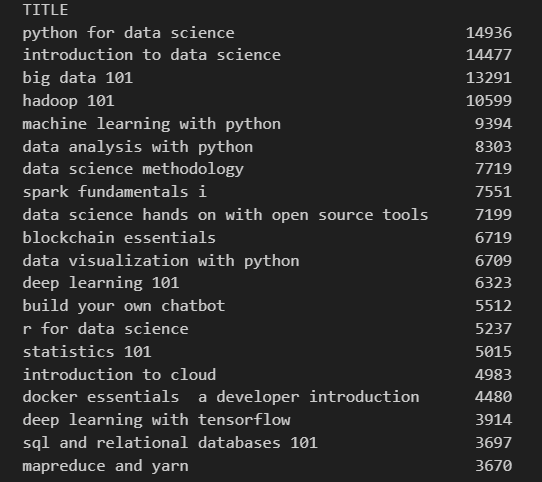 TITLE
python for data science 14936
introduction to data science 14477
big data 101 13291
hadoop 101 10599
machine learning with python 9394
data analysis with python 8303
data science methodology 7719
spark fundamentals i 7551
data science hands on with open source tools 7199
blockchain essentials 6719
data visualization with python 6709
deep learning 101 6323
build your own chatbot 5512
r for data science 5237
statistics 101 5015
introduction to cloud 4983
docker essentials  a developer introduction 4480
deep learning with tensorflow 3914
sql and relational databases 101 3697
mapreduce and yarn 3670